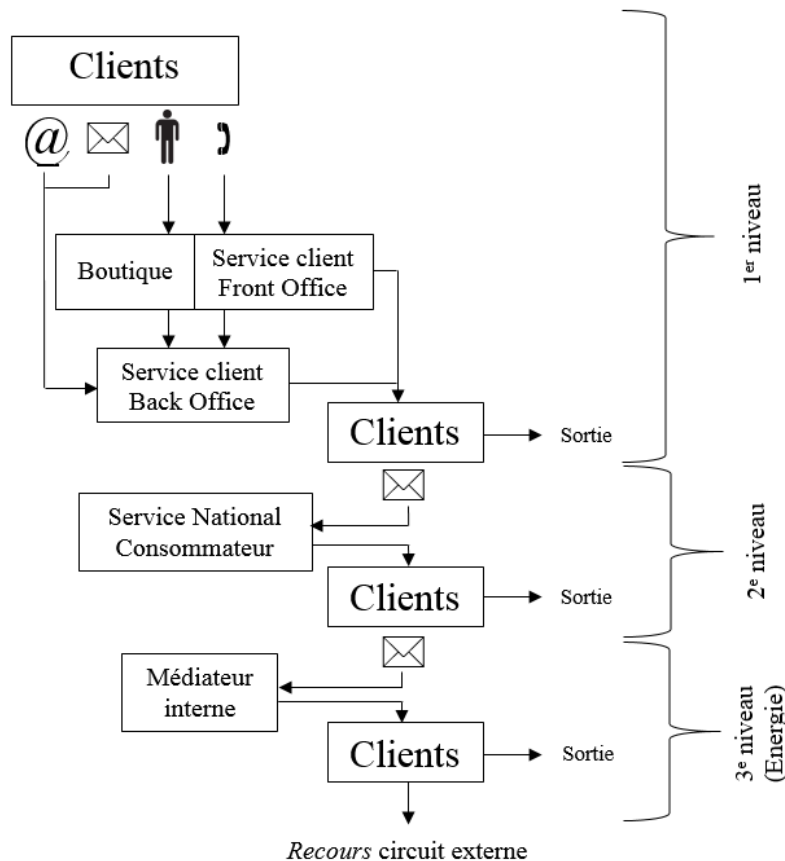 Clients
@
Boutique
Service client
Front Office
Service client
Back Office
Clients
Sortie
1er niveau
Service National
Consommateur
Clients
Sortie
2e niveau
Médiateur
interne
Clients
Sortie
3e niveau
(Energie)
Recours circuit externe